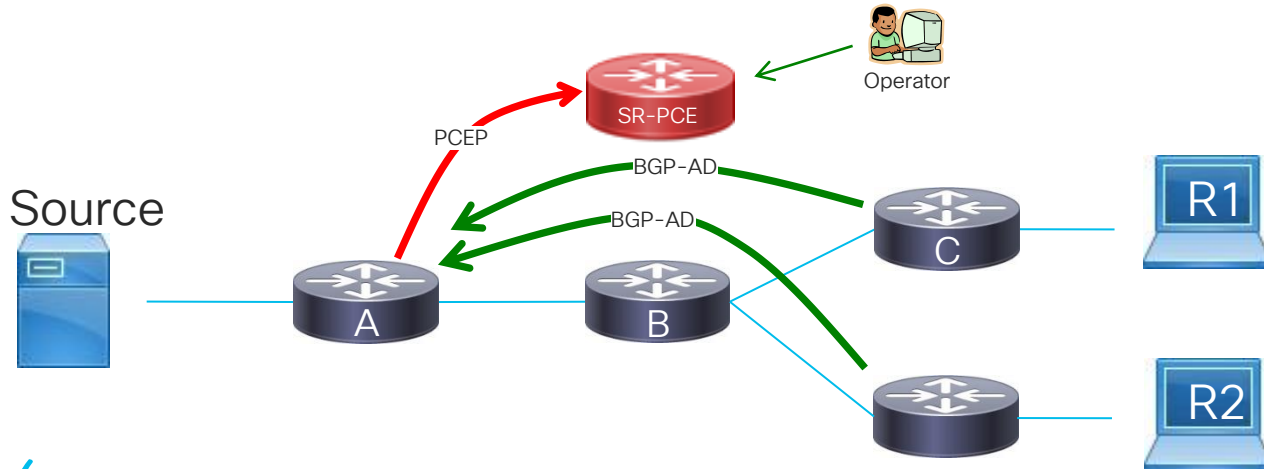 Operator
SR-PCE
PCEP
BGP-AD
Source
BGP-AD
R1
C
A
B
R2